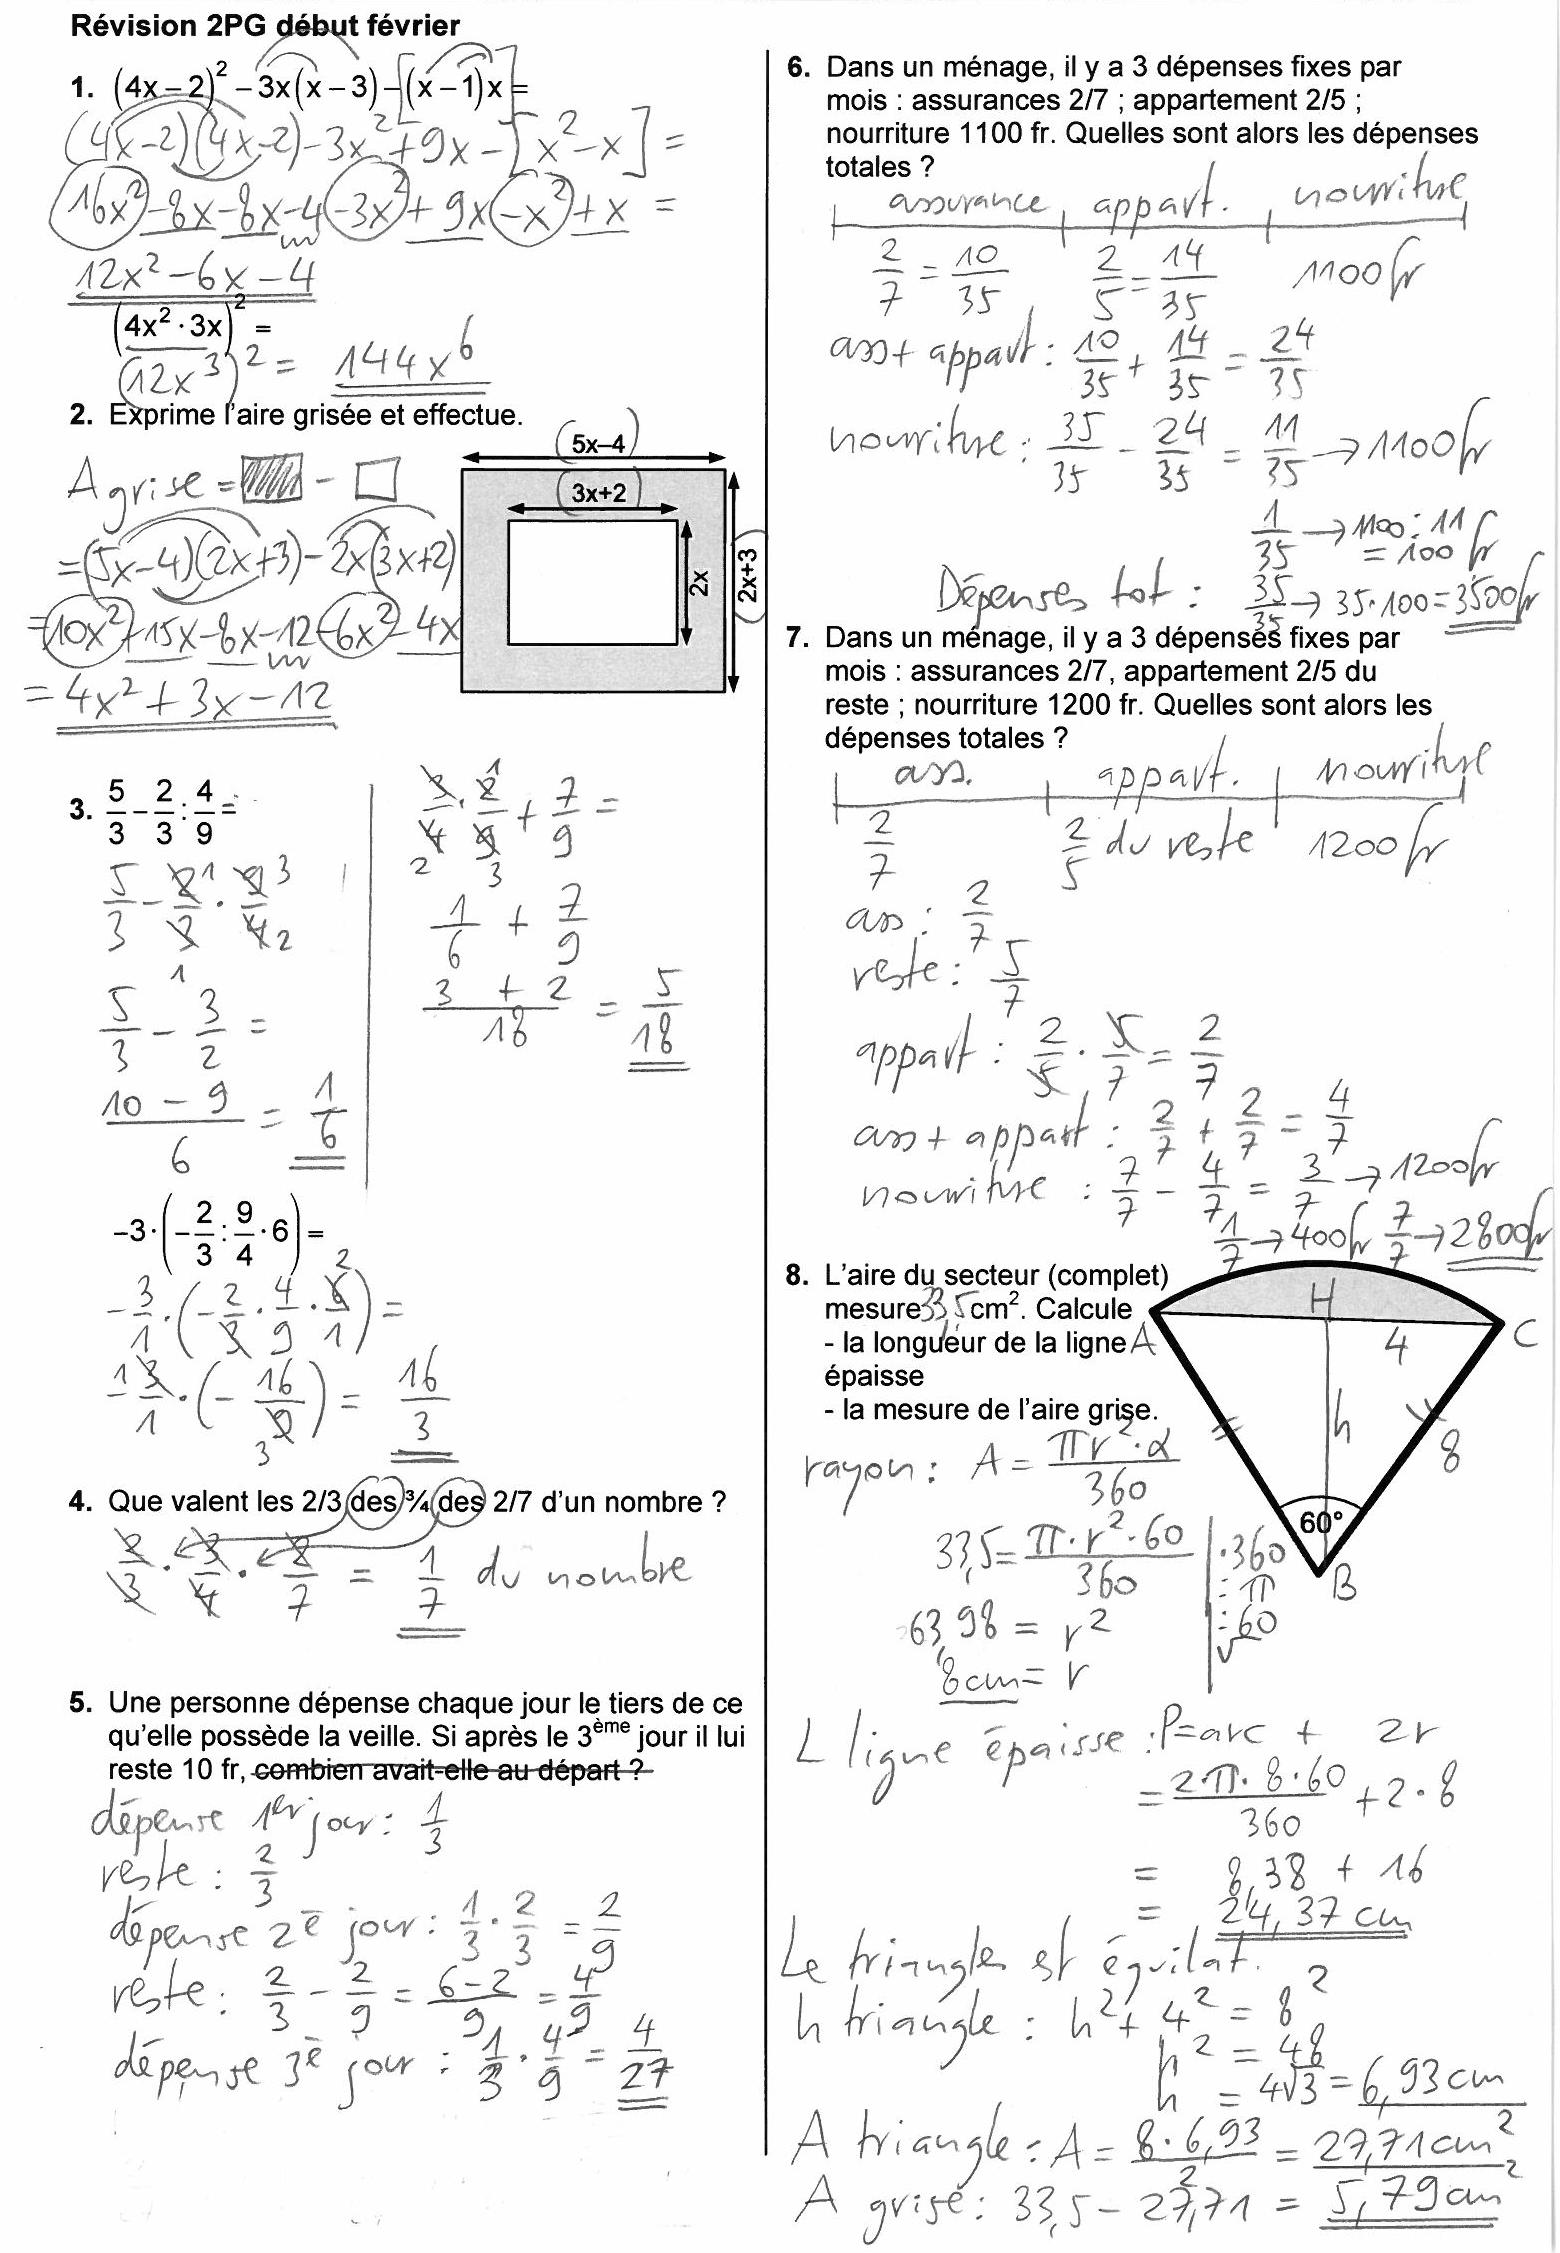 Révision 2PG début février
1. (4x – 2)² – 3x(x – 3) – [(x – 1)x] =
(4x-2)(4x-2) - 3x² + 9x - [x² - x] =
16x² - 8x - 8x - 4 - 3x² + 9x - x² + x =
12x² - 6x - 4
(4x² · 3x)² =
(12x³)² = 144x⁶
2. Exprime l'aire grisée et effectue.
(5x–4)
(3x+2)
2x
(2x+3)
A grise = -
= (5x-4)(2x+3) - 2x(3x+2)
= 10x² + 15x - 8x - 12 - 6x² - 4x
= 4x² + 3x - 12
3. 5/3 – 2/3 : 4/9 =
5/3 - 2/3 1 · 9/4 3 2
1
5/3 - 3/2 =
10 - 9 / 6 = 1/6
3/4 · 2/9 + 7/9 =
1 2 3
1/6 + 7/9
3 + 2 / 18 = 5/18
–3 · (–2/3 : 9/4 · 6) =
-3/1 · (-2/3 · 4/9 · 6/1) =
2
-3/1 · (-16/9) = 16/3
1 3
4. Que valent les 2/3 des ¾ des 2/7 d'un nombre ?
2/3 · 3/4 · 2/7 = 1/7 du nombre
5. Une personne dépense chaque jour le tiers de ce
qu'elle possède la veille. Si après le 3ème jour il lui
reste 10 fr, combien avait-elle au départ ?
dépense 1er jour : 1/3
reste : 2/3
dépense 2e jour : 1/3 · 2/3 = 2/9
reste : 2/3 - 2/9 = 6-2/9 = 4/9
dépense 3e jour : 1/3 · 4/9 = 4/27
6. Dans un ménage, il y a 3 dépenses fixes par
mois : assurances 2/7 ; appartement 2/5 ;
nourriture 1100 fr. Quelles sont alors les dépenses
totales ?
assurance appart. nourriture
2/7 = 10/35 2/5 = 14/35 1100 fr
ass + appart : 10/35 + 14/35 = 24/35
nourriture : 35/35 - 24/35 = 11/35 → 1100 fr
1/35 → 1100 : 11 fr
= 100 fr
Dépenses tot : 35/35 → 35·100 = 3500 fr
7. Dans un ménage, il y a 3 dépenses fixes par
mois : assurances 2/7, appartement 2/5 du
reste ; nourriture 1200 fr. Quelles sont alors les
dépenses totales ?
ass. appart. nourriture
2/7 2/5 du reste 1200 fr
ass : 2/7
reste : 5/7
appart : 2/5 · 5/7 = 2/7
ass + appart : 2/7 + 2/7 = 4/7
nourriture : 7/7 - 4/7 = 3/7 → 1200 fr
1/7 → 400 fr 7/7 → 2800 fr
8. L'aire du secteur (complet)
mesure 33,5 cm². Calcule
- la longueur de la ligne
épaisse
- la mesure de l'aire grise.
A
H
C
4
h
8
60°
B
rayon : A = πr²·α / 360
33,5 = π·r²·60 / 360 | ·360
: π
63,98 = r² : 60
√
8cm = r
L ligne épaisse : P = arc + 2r
= 2·π·8·60 / 360 + 2·8
= 8,38 + 16
= 24,37 cm
Le triangles est équilat.
h triangle : h² + 4² = 8²
h² = 48
h = 4√3 = 6,93 cm
A triangle : A = 8·6,93 / 2 = 27,71 cm²
A grise : 33,5 - 27,71 = 5,79 cm²